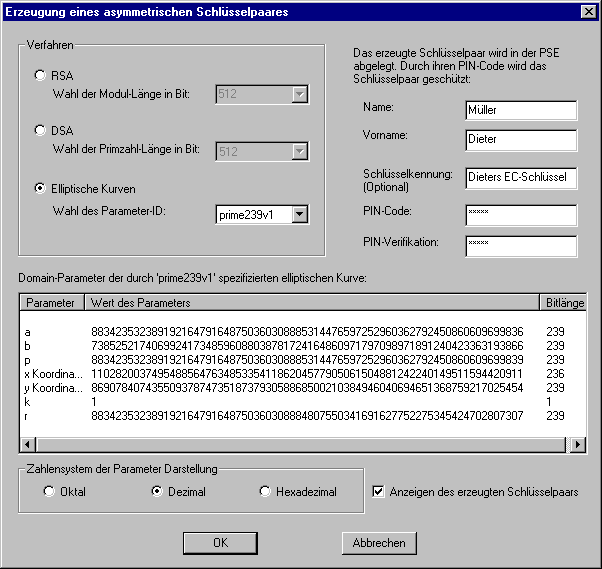 Erzeugung eines asymmetrischen Schlüsselpaares
Verfahren
RSA
Wahl der Modul-Länge in Bit: 512
DSA
Wahl der Primzahl-Länge in Bit: 512
Elliptische Kurven
Wahl des Parameter-ID: prime239v1
Das erzeugte Schlüsselpaar wird in der PSE
abgelegt. Durch ihren PIN-Code wird das
Schlüsselpaar geschützt:
Name: Müller
Vorname: Dieter
Schlüsselkennung: Dieters EC-Schlüssel
(Optional)
PIN-Code: *****
PIN-Verifikation: *****
Domain-Parameter der durch 'prime239v1' spezifizierten elliptischen Kurve:
Parameter Wert des Parameters Bitlänge
a 883423532389192164791648750360308885314476597252960362792450860609699836 239
b 738525217406992417348596088038781724164860971797098971891240423363193866 239
p 883423532389192164791648750360308885314476597252960362792450860609699839 239
x Koordina... 110282003749548856476348533541186204577905061504881242240149511594420911 236
y Koordina... 869078407435509378747351873793058868500210384946040694651368759217025454 239
k 1 1
r 883423532389192164791648750360308884807550341691627752275345424702807307 239
Zahlensystem der Parameter Darstellung
Oktal Dezimal Hexadezimal
Anzeigen des erzeugten Schlüsselpaars
OK Abbrechen